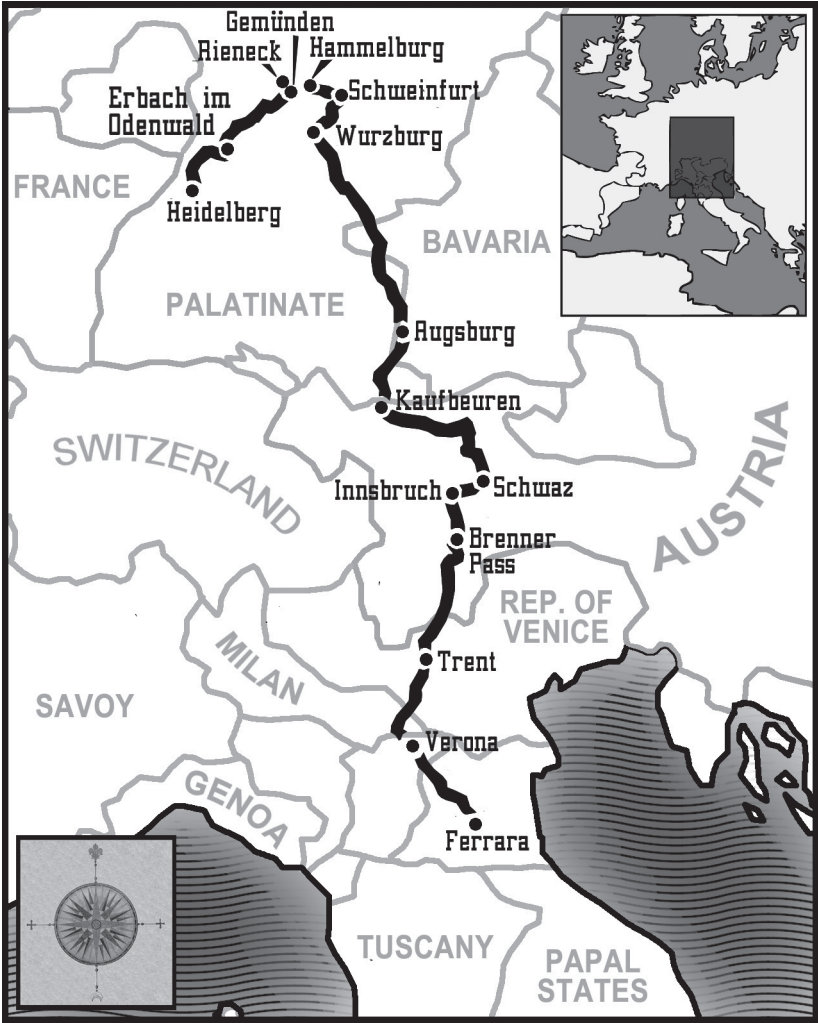 Gemünden
Rieneck
Hammelburg
Erbach im
Odenwald
Schweinfurt
Wurzburg
FRANCE
Heidelberg
BAVARIA
PALATINATE
Augsburg
Kaufbeuren
SWITZERLAND
AUSTRIA
Innsbruch
Schwaz
Brenner
Pass
REP. OF
VENICE
MILAN
Trent
SAVOY
Verona
GENOA
Ferrara
TUSCANY
PAPAL
STATES